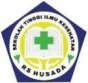 SEKOLAH TINGGI ILMU KESEHATAN
RS HUSADA